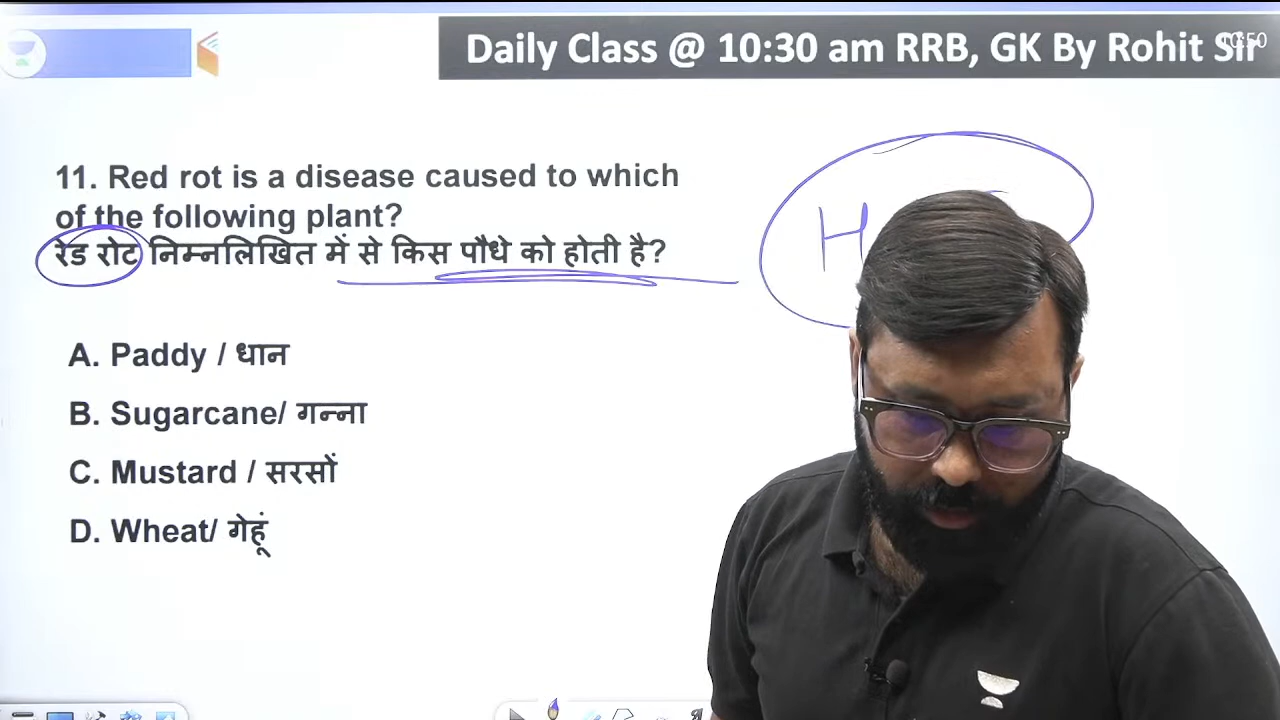 Daily Class @ 10:30 am RRB, GK By Rohit Sir
11. Red rot is a disease caused to which
of the following plant?
रेड रोट निम्नलिखित में से किस पौधे को होती है?
H
A. Paddy / धान
B. Sugarcane/ गन्ना
C. Mustard / सरसों
D. Wheat/ गेहूं